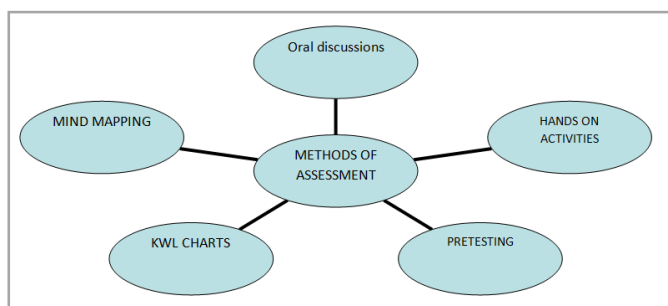 Oral discussions
MIND MAPPING
HANDS ON
ACTIVITIES
METHODS OF
ASSESSMENT
KWL CHARTS
PRETESTING